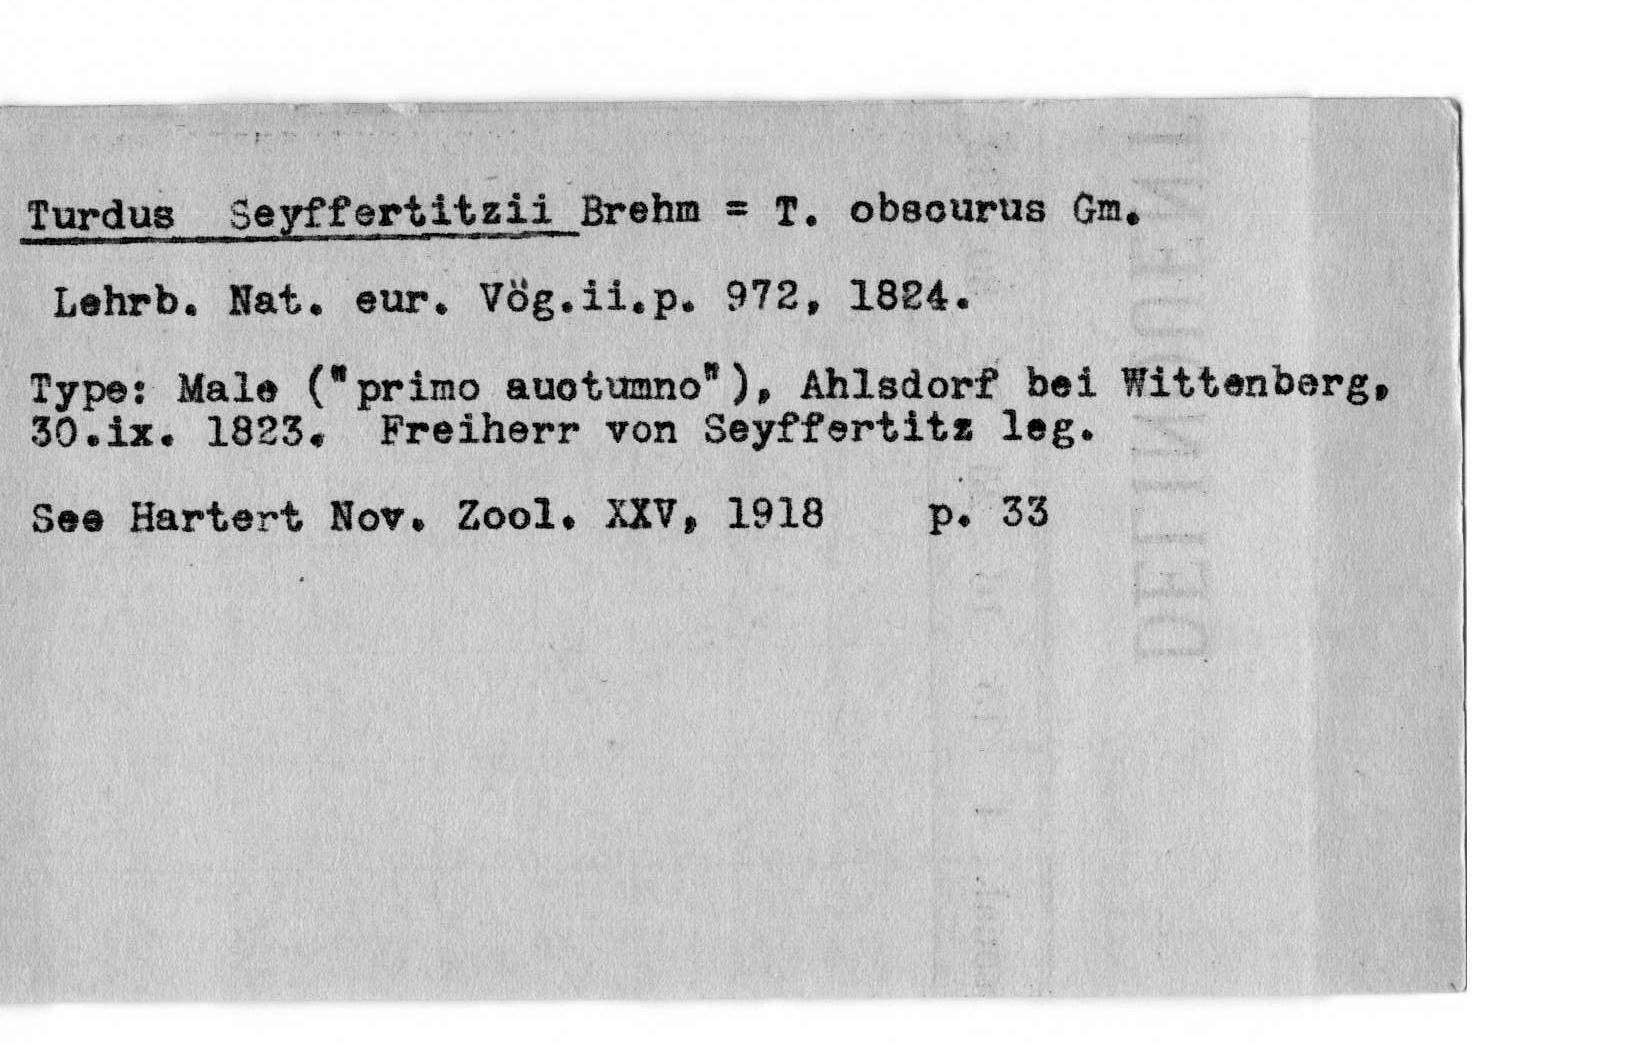 Turdus Seyffertitzii Brehm = T. obscurus Gm.
Lehrb. Nat. eur. Vög.ii.p. 972, 1824.
Type: Male ("primo auctumno"), Ahlsdorf bei Wittenberg,
30.ix. 1823. Freiherr von Seyffertitz leg.
See Hartert Nov. Zool. XXV, 1918 p. 33